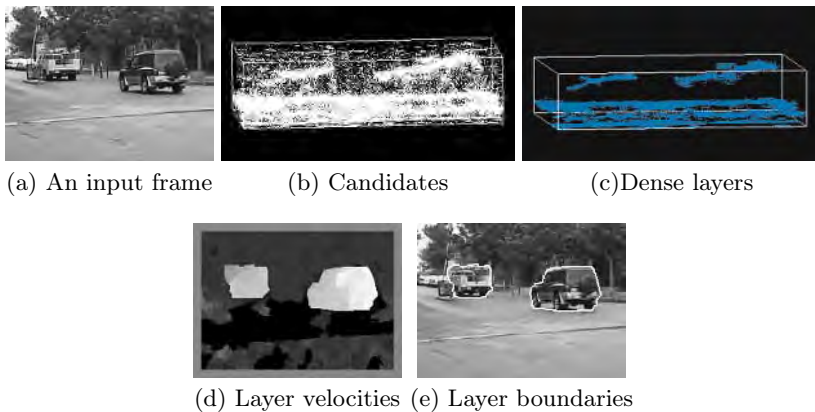 (a) An input frame
(b) Candidates
(c)Dense layers
(d) Layer velocities
(e) Layer boundaries